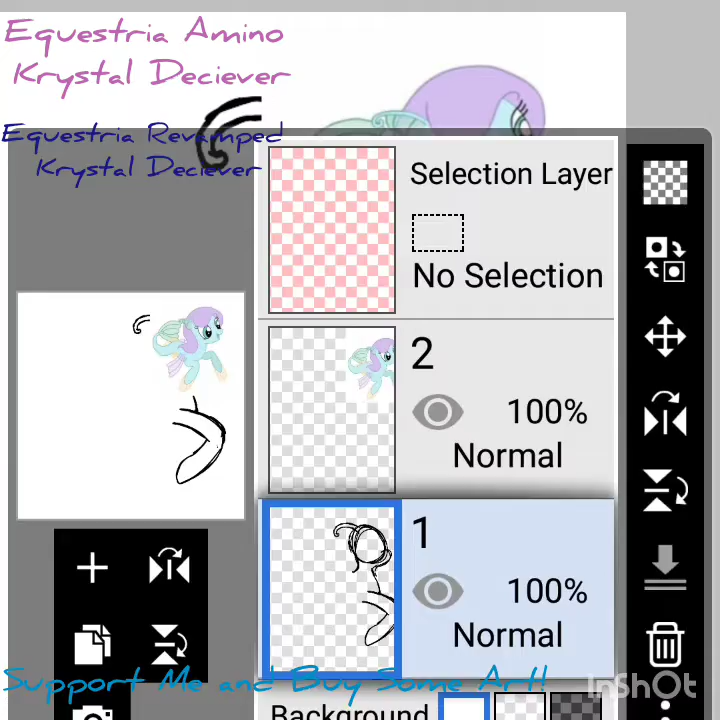 Equestria Amino
Krystal Deciever
Equestria Revamped
Krystal Deciever
Selection Layer
No Selection
2
100%
Normal
1
100%
Normal
Support Me and Buy Some Art!
InShOt
Background